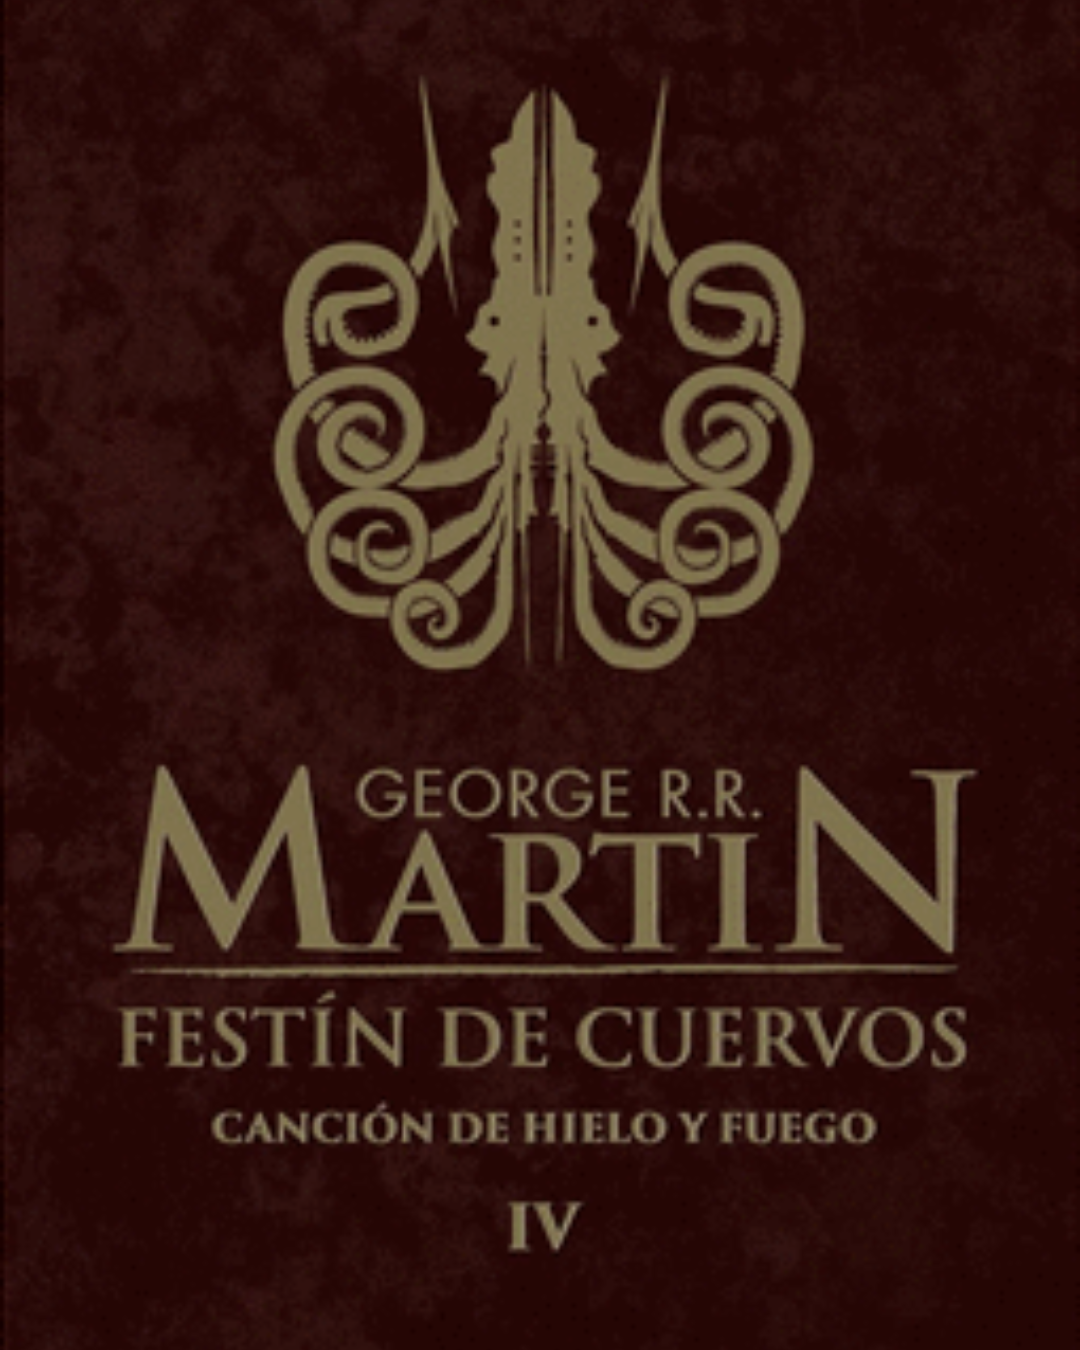 GEORGE R.R.
MARTIN
FESTÍN DE CUERVOS
CANCIÓN DE HIELO Y FUEGO
IV